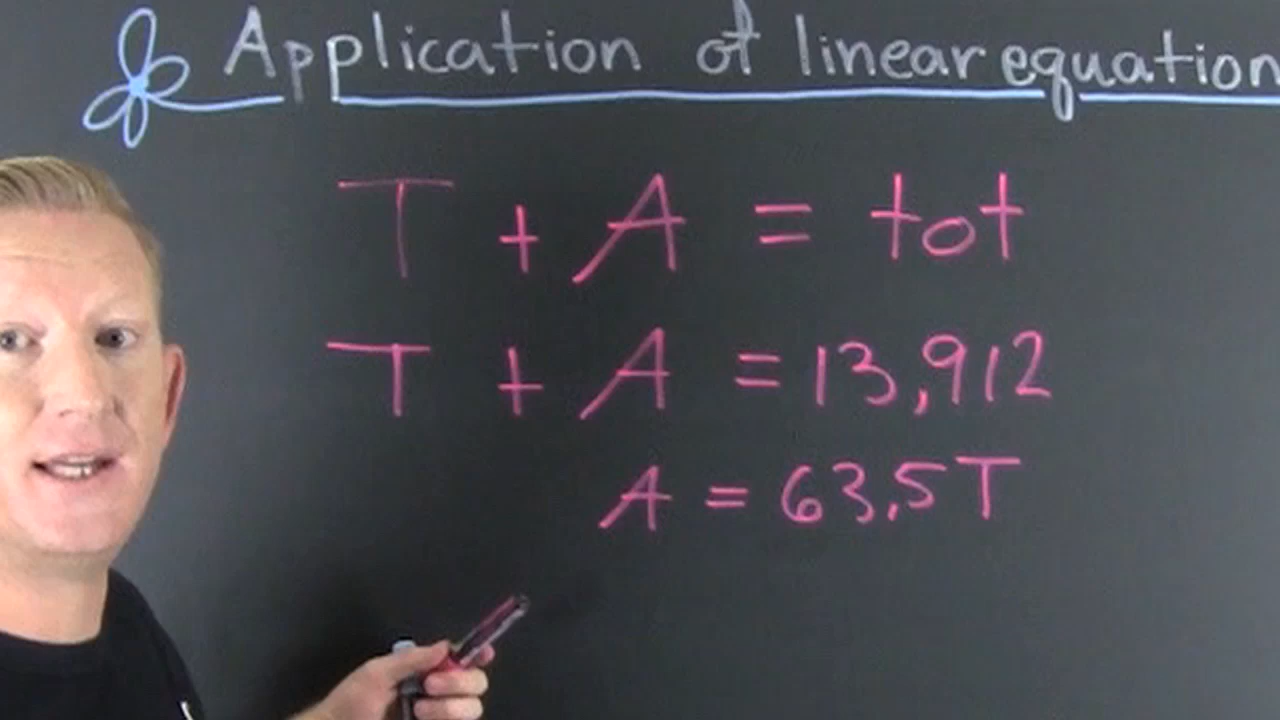 Application of linear equation
T + A = tot
T + A = 13,912
A = 63.5T